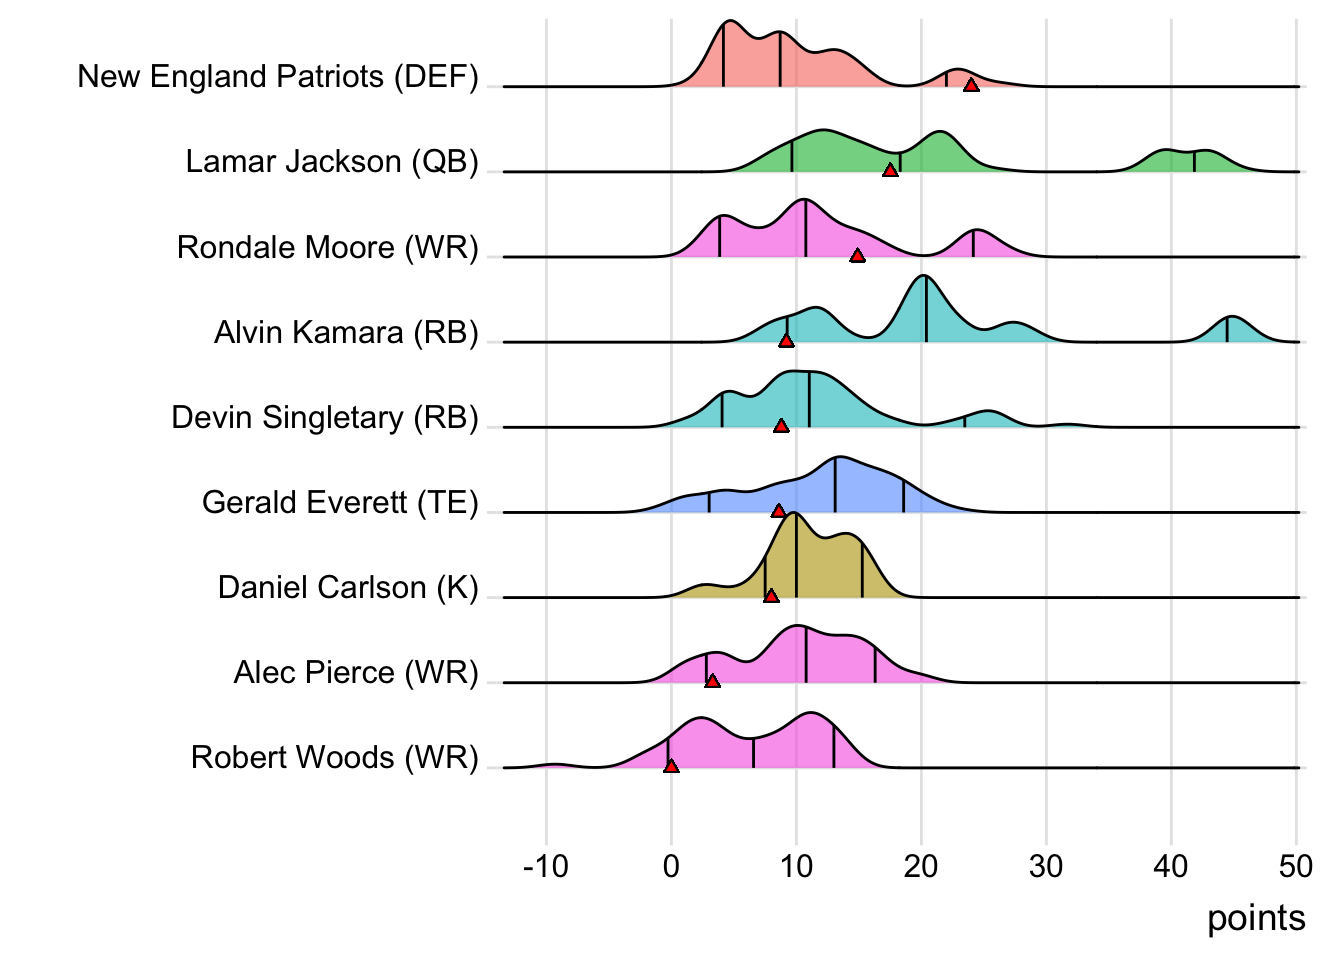 New England Patriots (DEF)
Lamar Jackson (QB)
Rondale Moore (WR)
Alvin Kamara (RB)
Devin Singletary (RB)
Gerald Everett (TE)
Daniel Carlson (K)
Alec Pierce (WR)
Robert Woods (WR)
-10 0 10 20 30 40 50
points